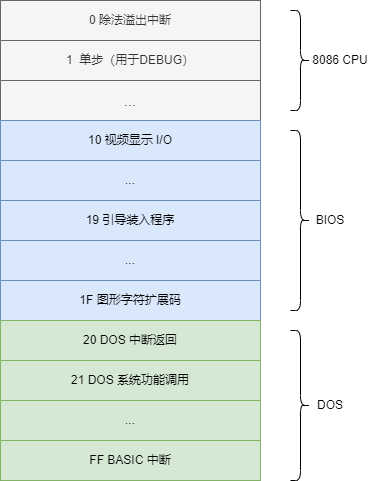 0 除法溢出中断
1 单步（用于DEBUG）
...
8086 CPU
10 视频显示 I/O
...
19 引导装入程序
...
1F 图形字符扩展码
BIOS
20 DOS 中断返回
21 DOS 系统功能调用
...
FF BASIC 中断
DOS